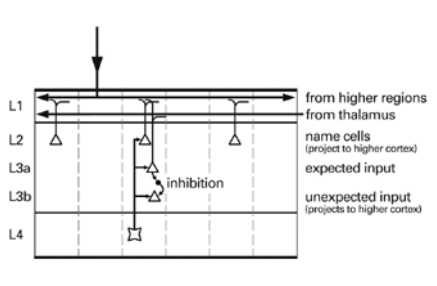 from higher regions
L1
from thalamus
L2
name cells
(project to higher cortex)
L3a
expected input
inhibition
L3b
unexpected input
(projects to higher cortex)
L4